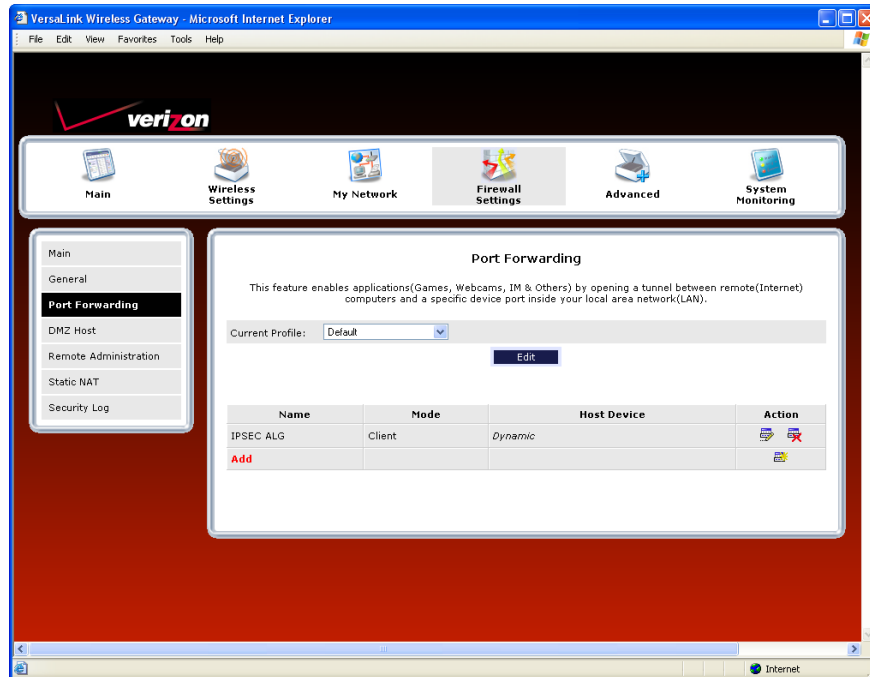 VersaLink Wireless Gateway - Microsoft Internet Explorer
File Edit View Favorites Tools Help
verizon
Main
Wireless
Settings
My Network
Firewall
Settings
Advanced
System
Monitoring
Main
General
Port Forwarding
DMZ Host
Remote Administration
Static NAT
Security Log
Port Forwarding
This feature enables applications(Games, Webcams, IM & Others) by opening a tunnel between remote(Internet)
computers and a specific device port inside your local area network(LAN).
Current Profile: Default
Edit
Name Mode Host Device Action
IPSEC ALG Client Dynamic
Add
Internet